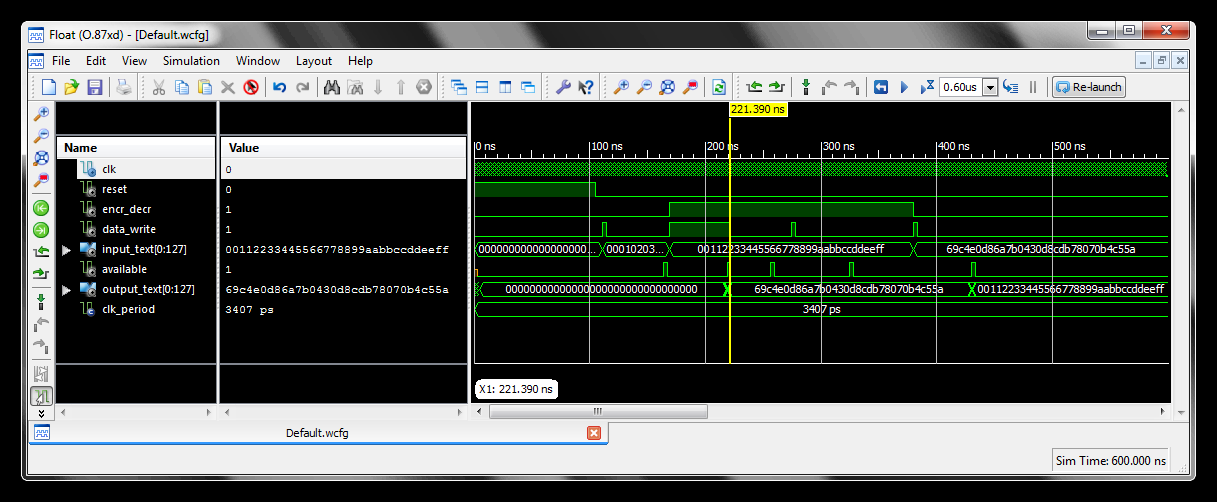 Float (O.87xd) - [Default.wcfg]
File Edit View Simulation Window Layout Help
0.60us Re-launch
221.390 ns
Name Value
0 ns 100 ns 200 ns 300 ns 400 ns 500 ns
clk 0
reset 0
encr_decr 1
data_write 1
input_text[0:127] 00112233445566778899aabbccddeeff 000000000000000000... 00010203... 00112233445566778899aabbccddeeff 69c4e0d86a7b0430d8cdb78070b4c55a
available 1
output_text[0:127] 69c4e0d86a7b0430d8cdb78070b4c55a 00000000000000000000000000000000 69c4e0d86a7b0430d8cdb78070b4c55a 00112233445566778899aabbccddeeff
clk_period 3407 ps 3407 ps
X1: 221.390 ns
Default.wcfg
Sim Time: 600.000 ns